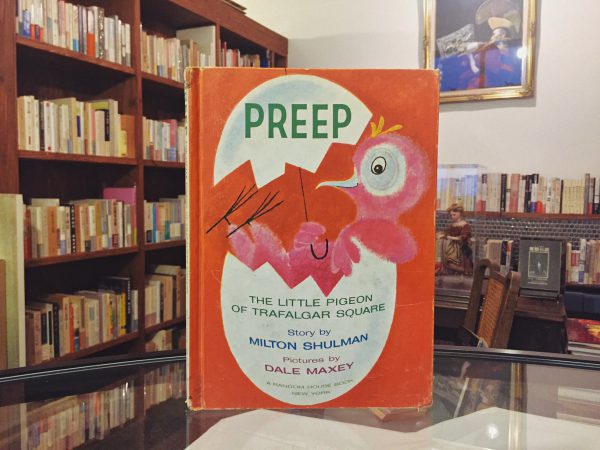 PREEP
THE LITTLE PIGEON
OF TRAFALGAR SQUARE
Story by
MILTON SHULMAN
Pictures by
DALE MAXEY
A RANDOM HOUSE BOOK
NEW YORK